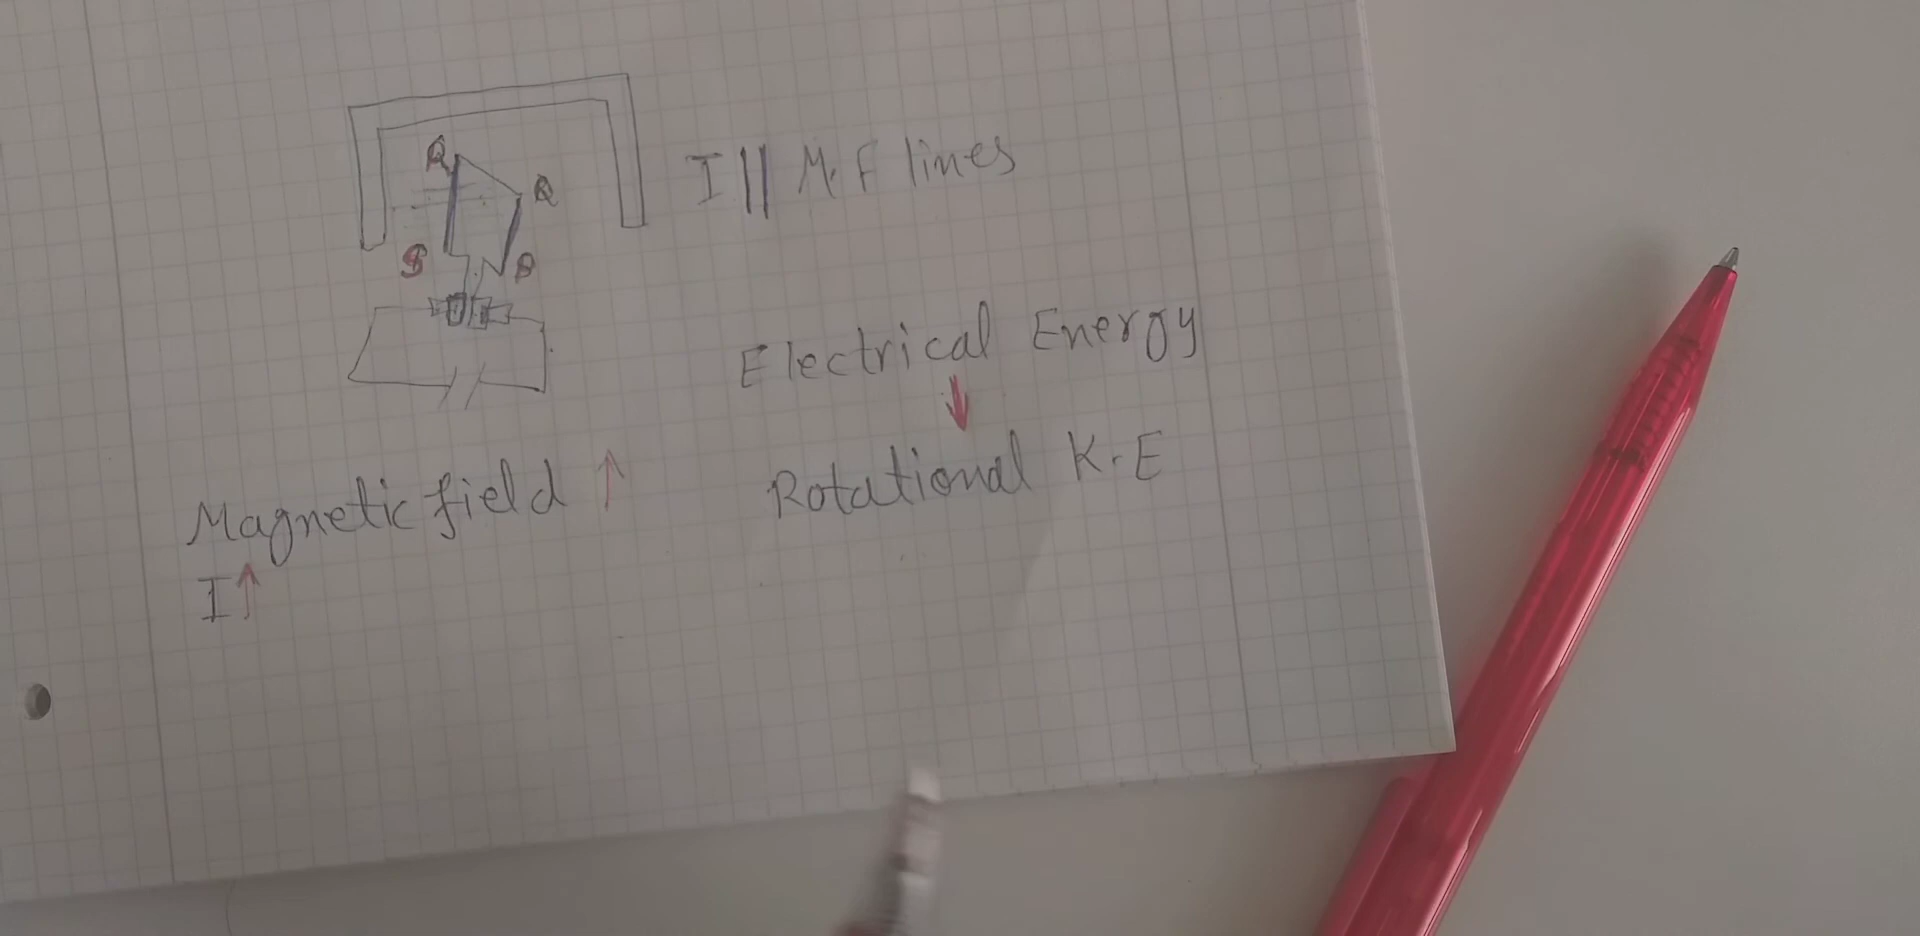 R
Q
S
I || M.F lines
Electrical Energy
↓
Rotational K.E
Magnetic field ↑
I ↑